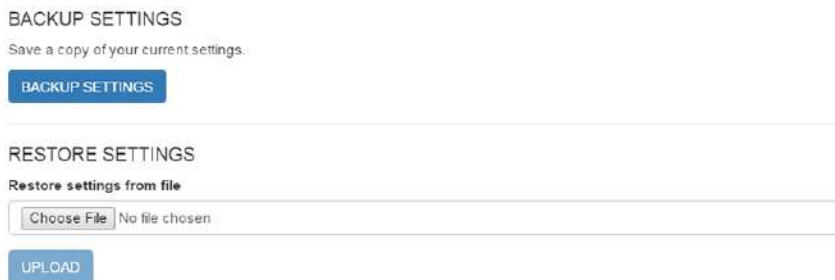 BACKUP SETTINGS
Save a copy of your current settings.
BACKUP SETTINGS
RESTORE SETTINGS
Restore settings from file
Choose File No file chosen
UPLOAD